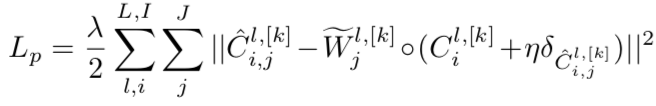 $L_p = \frac{\lambda}{2} \sum_{l,i}^{L,I} \sum_{j}^{J} ||\hat{C}_{i,j}^{l,[k]} - \widetilde{W}_{j}^{l,[k]} \circ (C_{i}^{l,[k]} + \eta \delta_{\hat{C}_{i,j}^{l,[k]}})||^2$